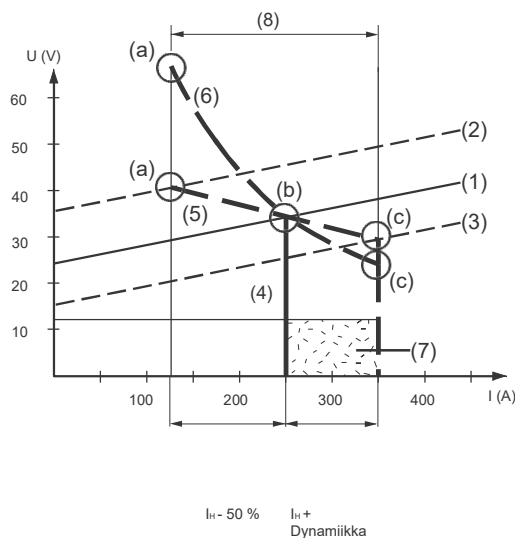 (8)
(a)
U (V)
60
(6)
50
(2)
(a)
40
(b)
(1)
(5)
(c)
30
(3)
20
(4)
(c)
10
(7)
100 200 300 400 I (A)
IH - 50 % IH +
Dynamiikka